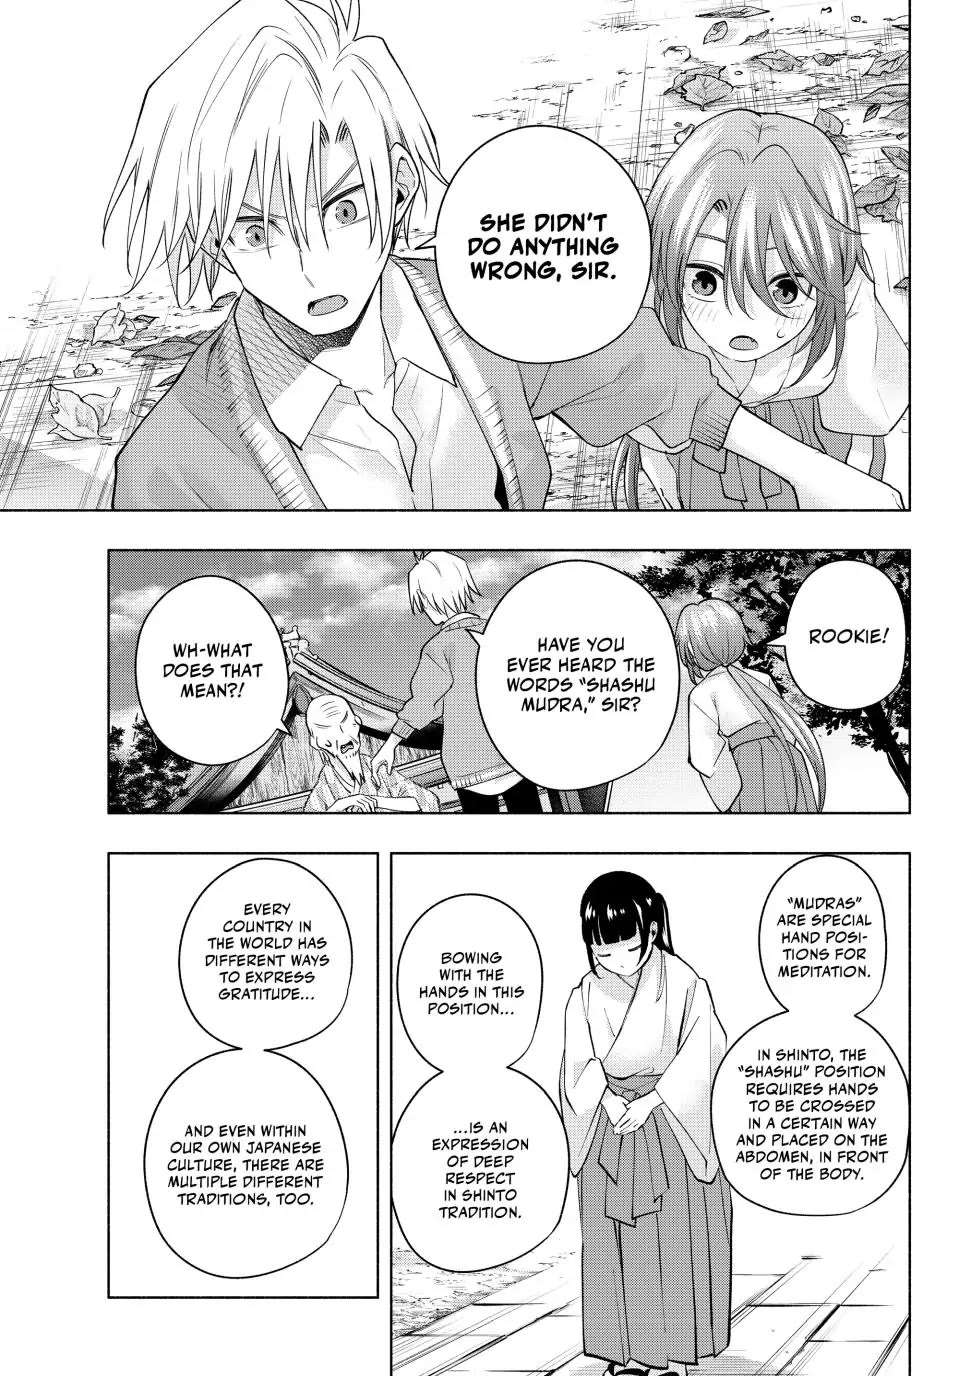 SHE DIDN'T
DO ANYTHING
WRONG, SIR.
ROOKIE!
HAVE YOU
EVER HEARD THE
WORDS "SHASHU
MUDRA," SIR?
WH-WHAT
DOES THAT
MEAN?!
"MUDRAS"
ARE SPECIAL
HAND POSI-
TIONS FOR
MEDITATION.
IN SHINTO, THE
"SHASHU" POSITION
REQUIRES HANDS
TO BE CROSSED
IN A CERTAIN WAY
AND PLACED ON THE
ABDOMEN, IN FRONT
OF THE BODY.
BOWING
WITH THE
HANDS IN THIS
POSITION...
...IS AN
EXPRESSION
OF DEEP
RESPECT
IN SHINTO
TRADITION.
EVERY
COUNTRY IN
THE WORLD HAS
DIFFERENT WAYS
TO EXPRESS
GRATITUDE...
AND EVEN WITHIN
OUR OWN JAPANESE
CULTURE, THERE ARE
MULTIPLE DIFFERENT
TRADITIONS, TOO.